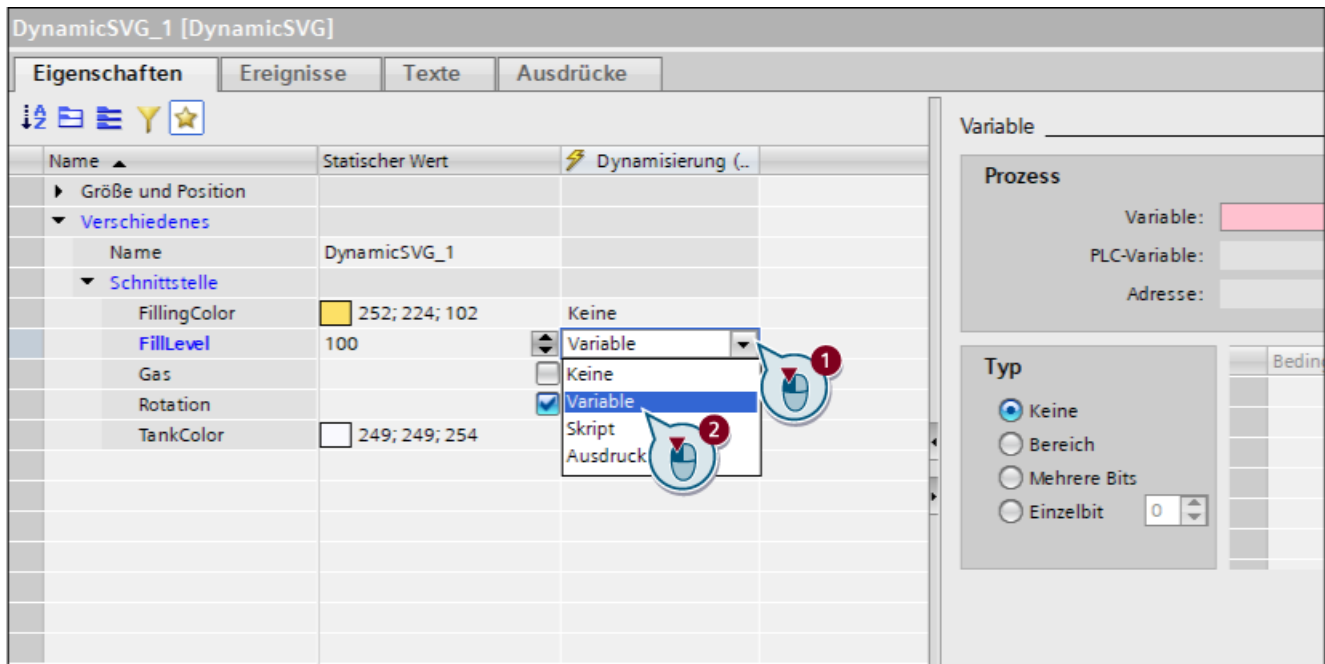 DynamicSVG_1 [DynamicSVG]
Eigenschaften Ereignisse Texte Ausdrücke
Name Statischer Wert Dynamisierung (..
Größe und Position
Verschiedenes
Name DynamicSVG_1
Schnittstelle
FillingColor 252; 224; 102 Keine
FillLevel 100 Variable
Gas Keine
Rotation Variable
Skript
TankColor 249; 249; 254
Ausdruck
1
2
Variable
Prozess
Variable:
PLC-Variable:
Adresse:
Typ
Keine
Bereich
Mehrere Bits
Einzelbit 0